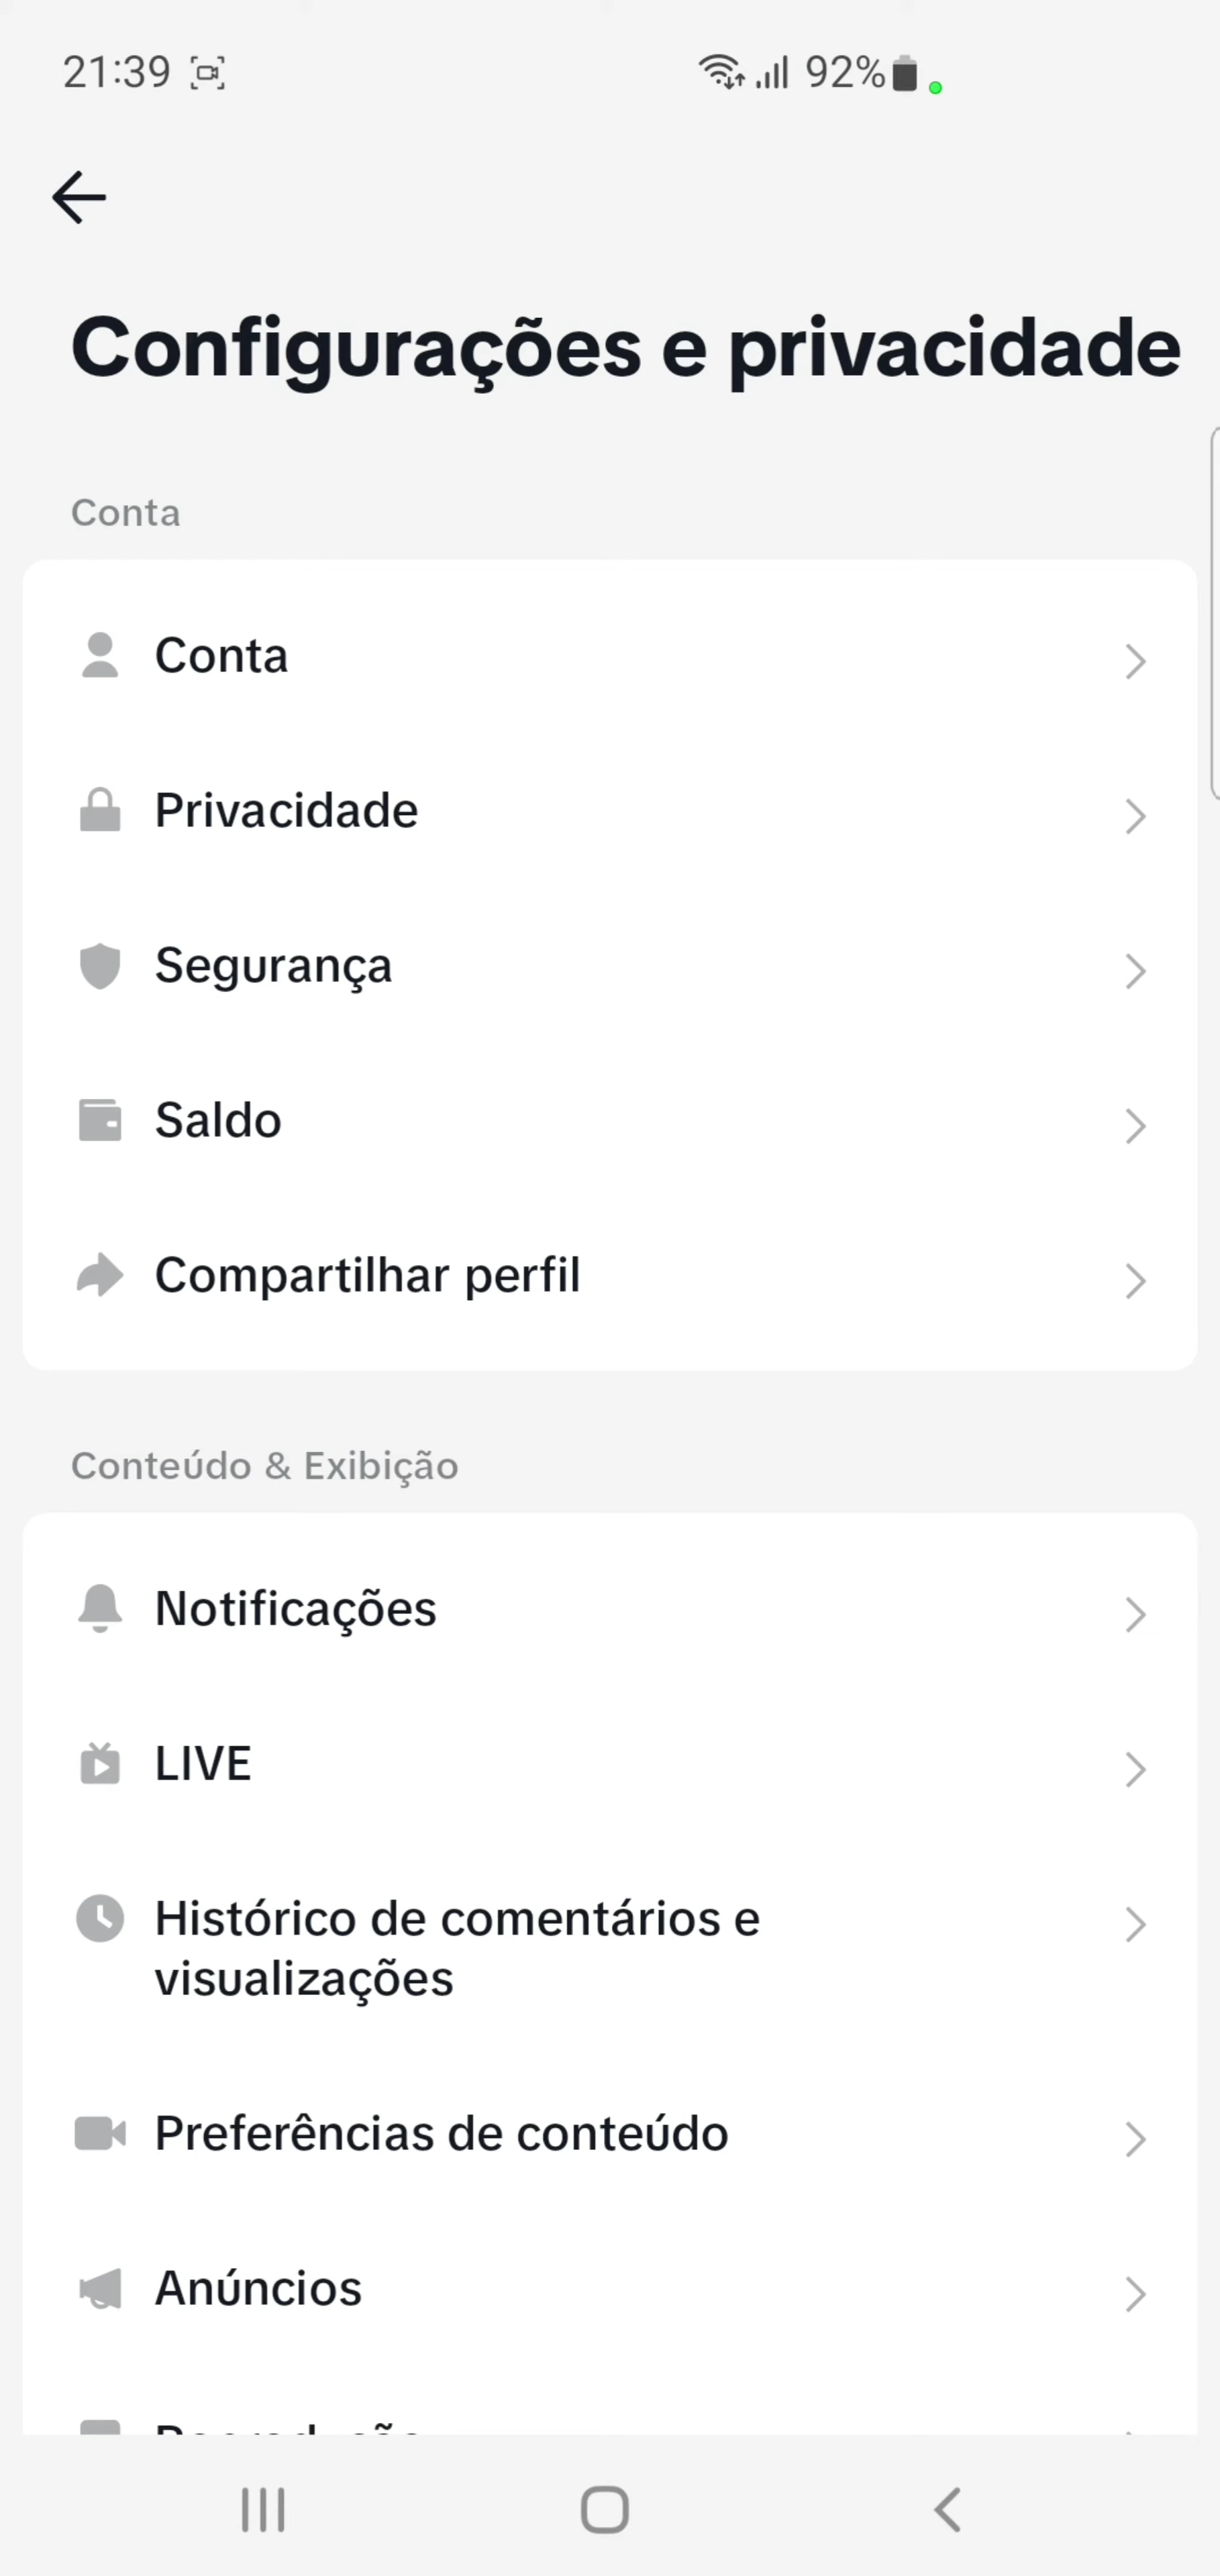 21:39
92%
Configurações e privacidade
Conta
Conta
Privacidade
Segurança
Saldo
Compartilhar perfil
Conteúdo & Exibição
Notificações
LIVE
Histórico de comentários e
visualizações
Preferências de conteúdo
Anúncios